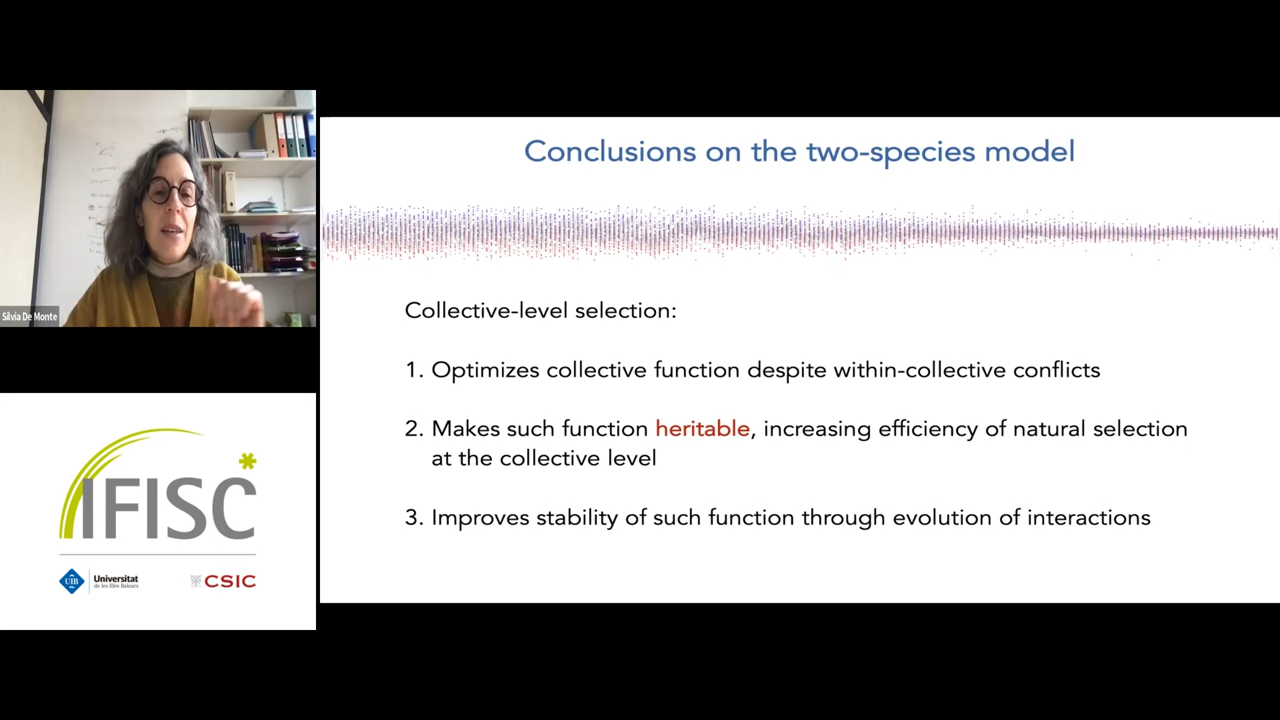 Conclusions on the two-species model
Silvia De Monte
Collective-level selection:
1. Optimizes collective function despite within-collective conflicts
2. Makes such function heritable, increasing efficiency of natural selection
at the collective level
3. Improves stability of such function through evolution of interactions
IFISC
UIB
Universitat
de les Illes Balears
CSIC